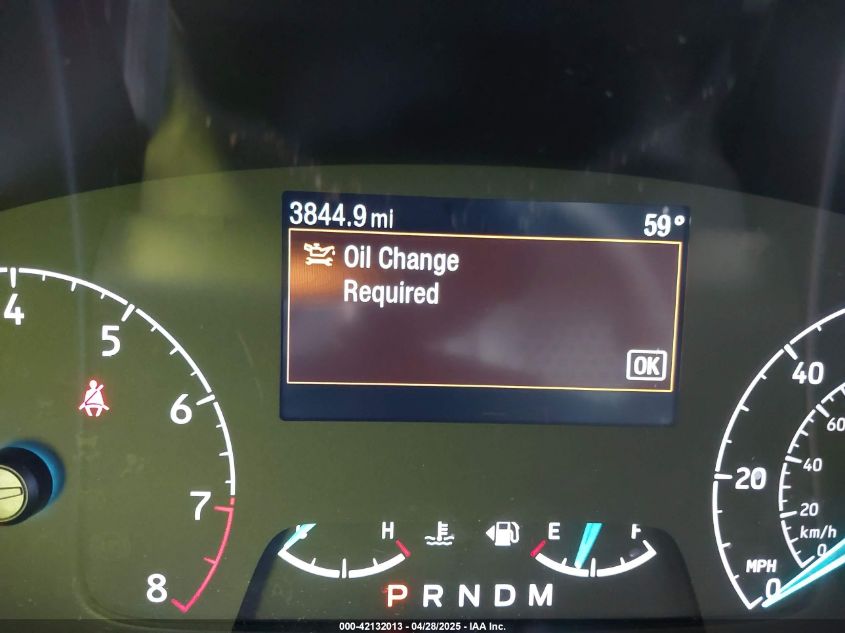 3844.9 mi 59°
Oil Change
Required
OK
4
5
6
7
8
H
E
F
40
20
0
MPH
60
40
20
km/h
0
PRNDM
000-42132013 - 04/28/2025 - IAA Inc.